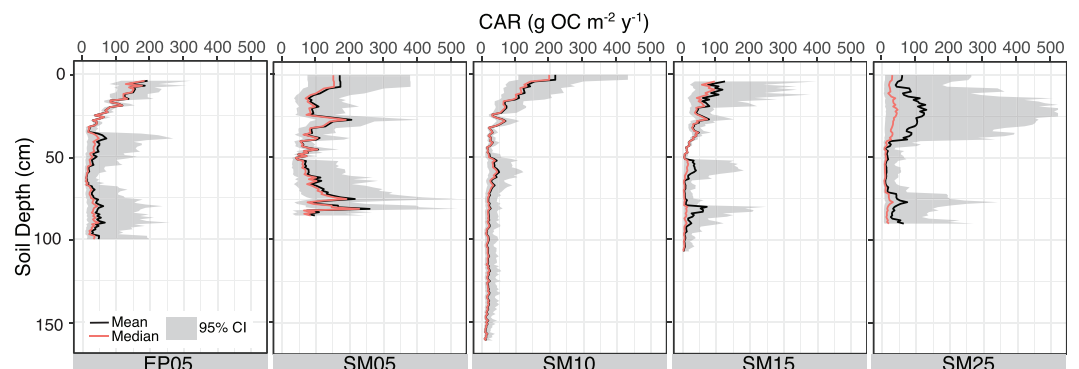 CAR (g OC m-2 y-1)
0 100 200 300 400 500 0 100 200 300 400 500 0 100 200 300 400 500 0 100 200 300 400 500 0 100 200 300 400 500
Soil Depth (cm)
0
50
100
150
Mean
Median
95% CI
EP05 SM05 SM10 SM15 SM25